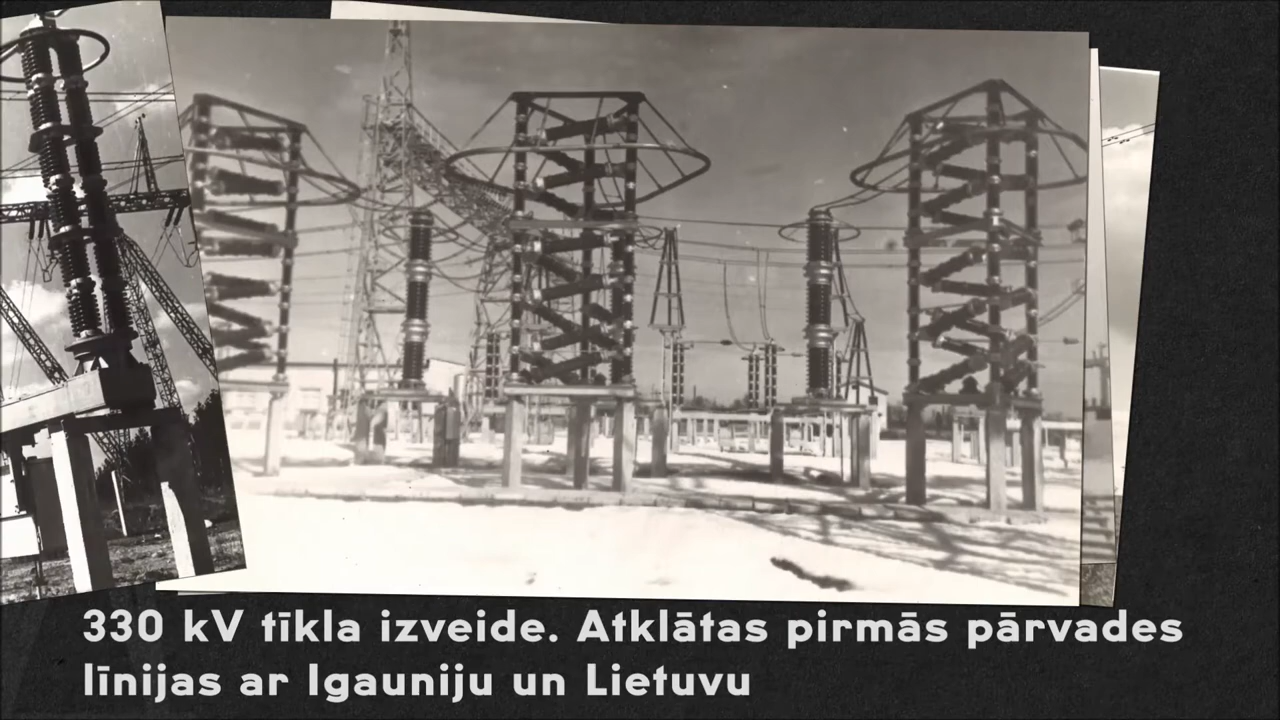 330 kV tīkla izveide. Atklātas pirmās pārvades
līnijas ar Igauniju un Lietuvu